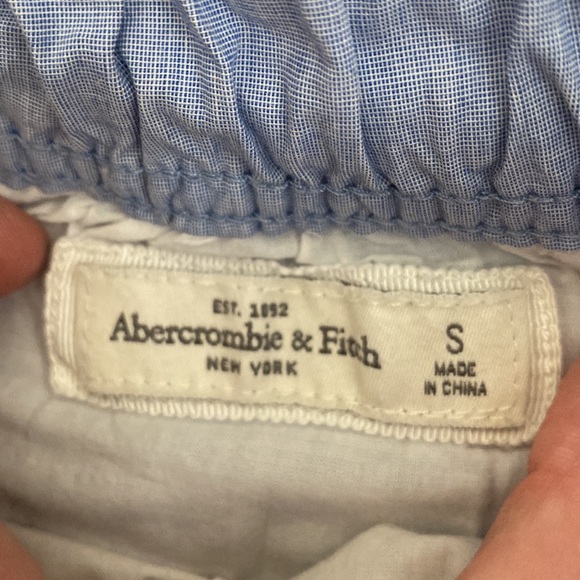 EST. 1892
Abercrombie & Fitch
NEW YORK
S
MADE
IN CHINA